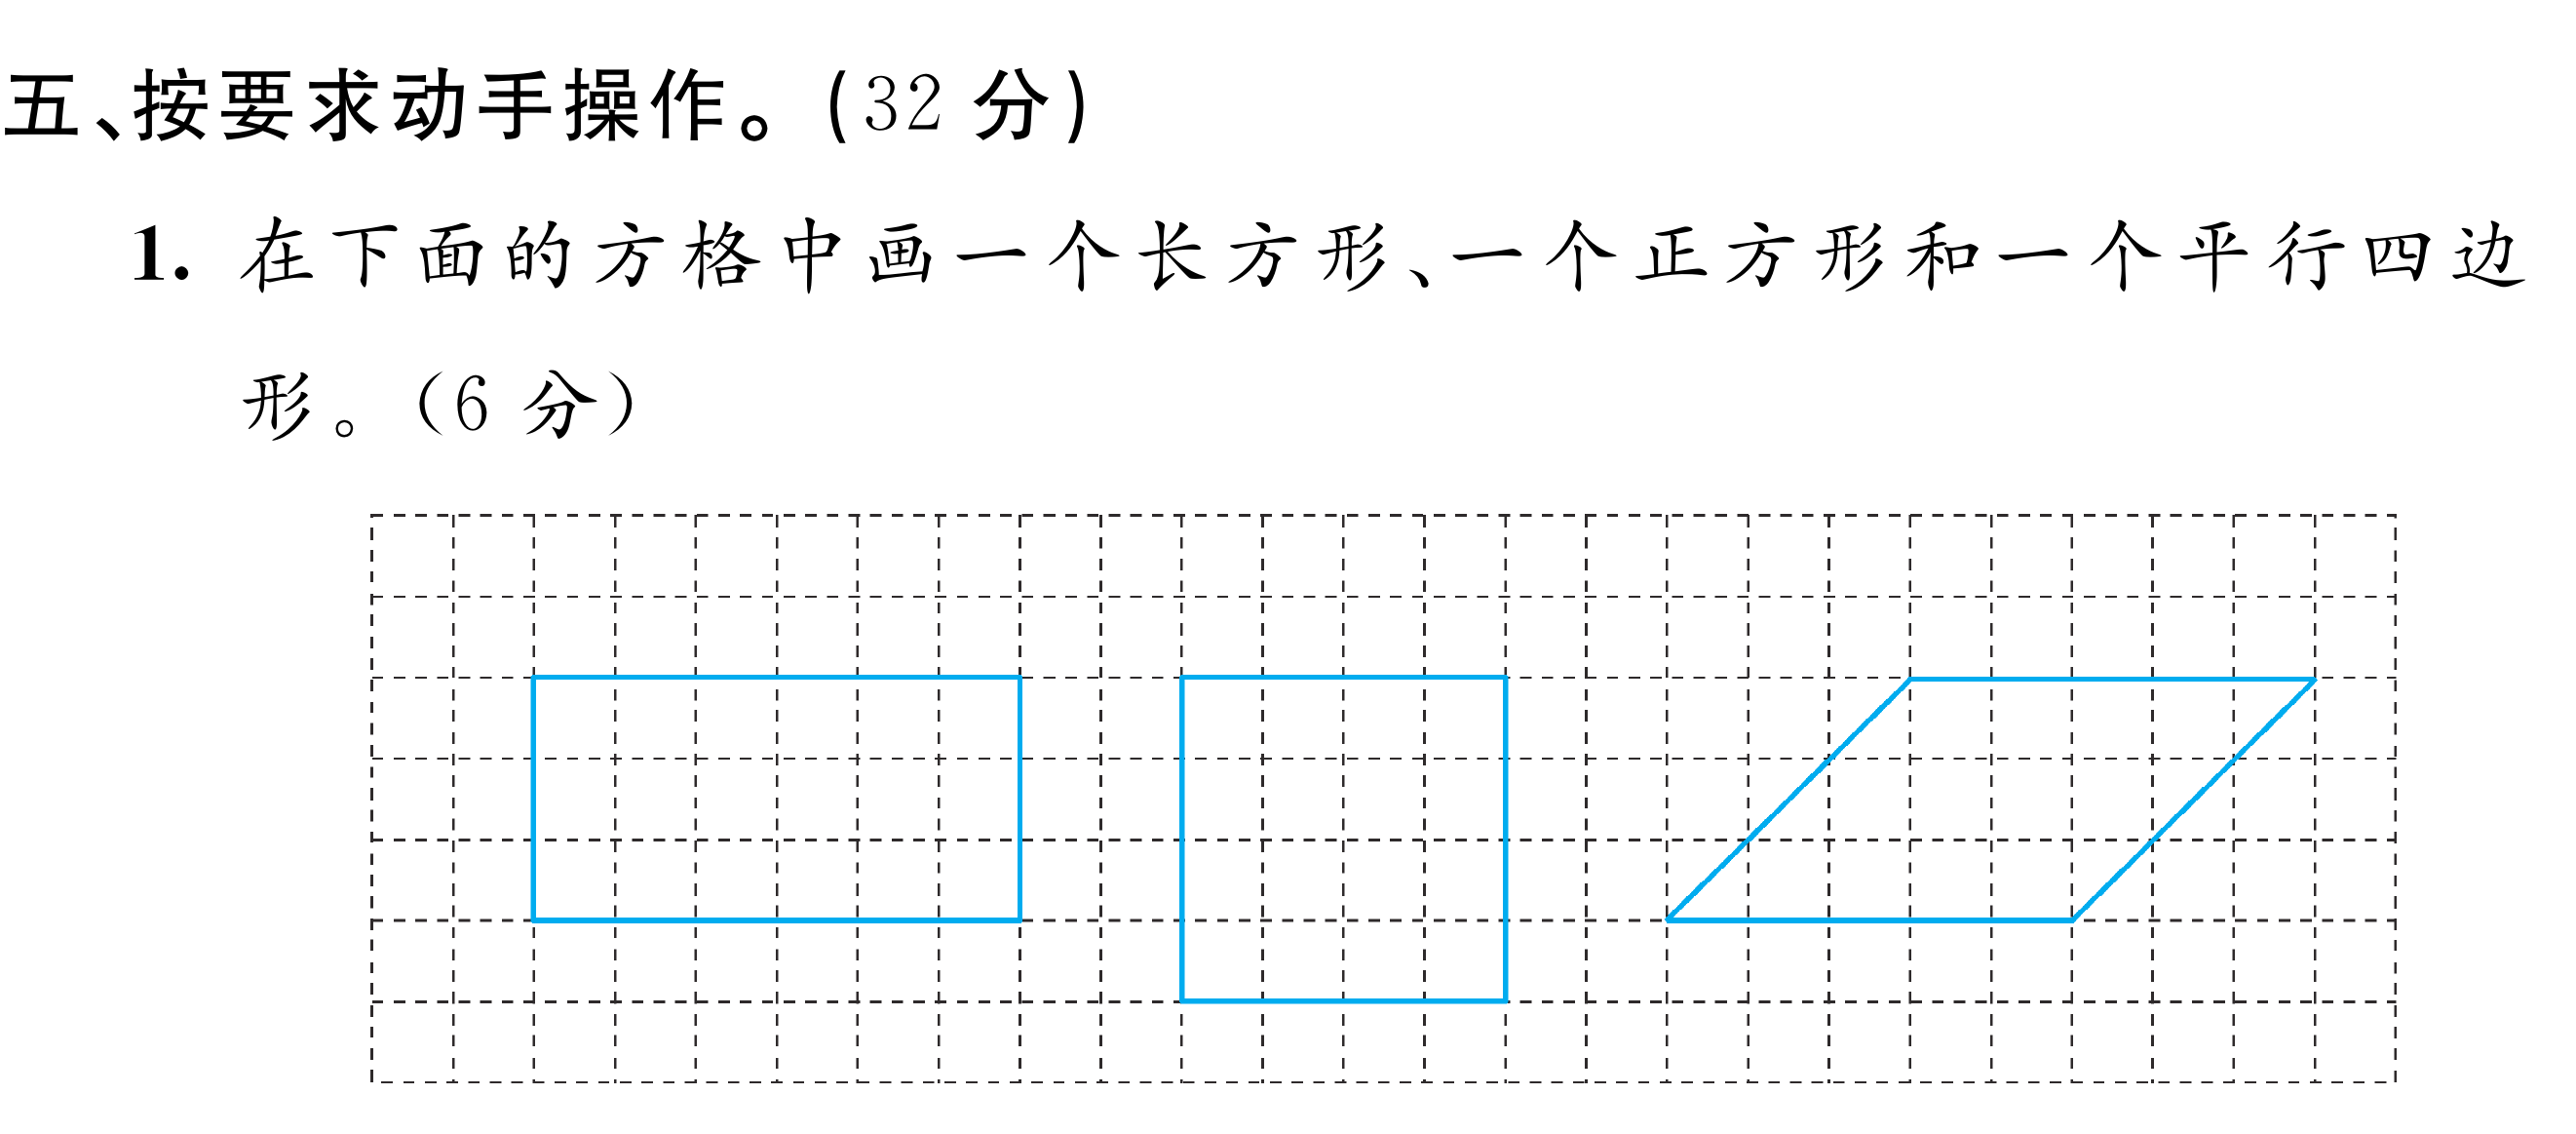 五、按要求动手操作。(32 分)
1. 在下面的方格中画一个长方形、一个正方形和一个平行四边
形。(6 分)